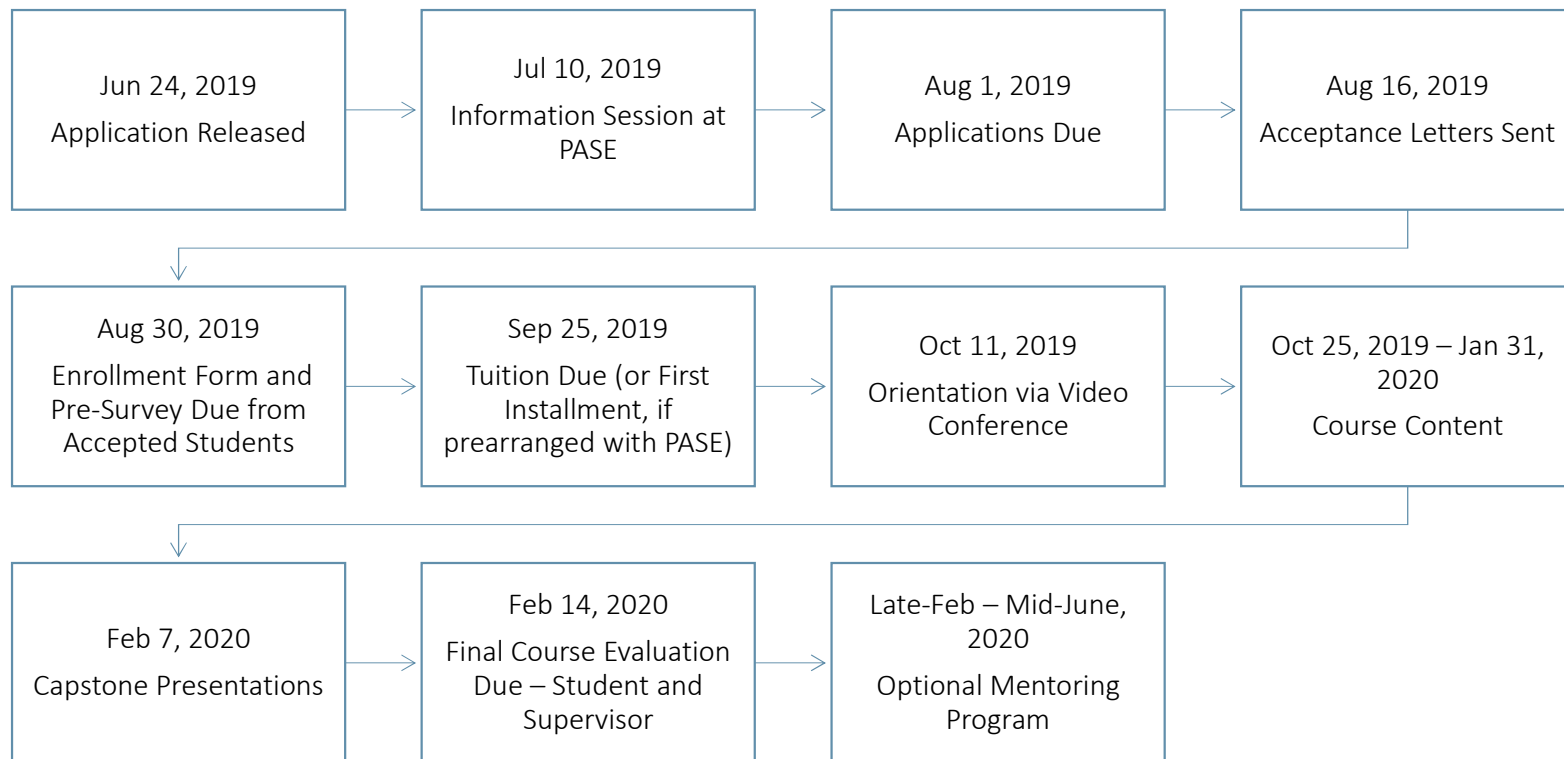 Jun 24, 2019
Application Released
Jul 10, 2019
Information Session at
PASE
Aug 1, 2019
Applications Due
Aug 16, 2019
Acceptance Letters Sent
Aug 30, 2019
Enrollment Form and
Pre-Survey Due from
Accepted Students
Sep 25, 2019
Tuition Due (or First
Installment, if
prearranged with PASE)
Oct 11, 2019
Orientation via Video
Conference
Oct 25, 2019 – Jan 31,
2020
Course Content
Feb 7, 2020
Capstone Presentations
Feb 14, 2020
Final Course Evaluation
Due – Student and
Supervisor
Late-Feb – Mid-June,
2020
Optional Mentoring
Program